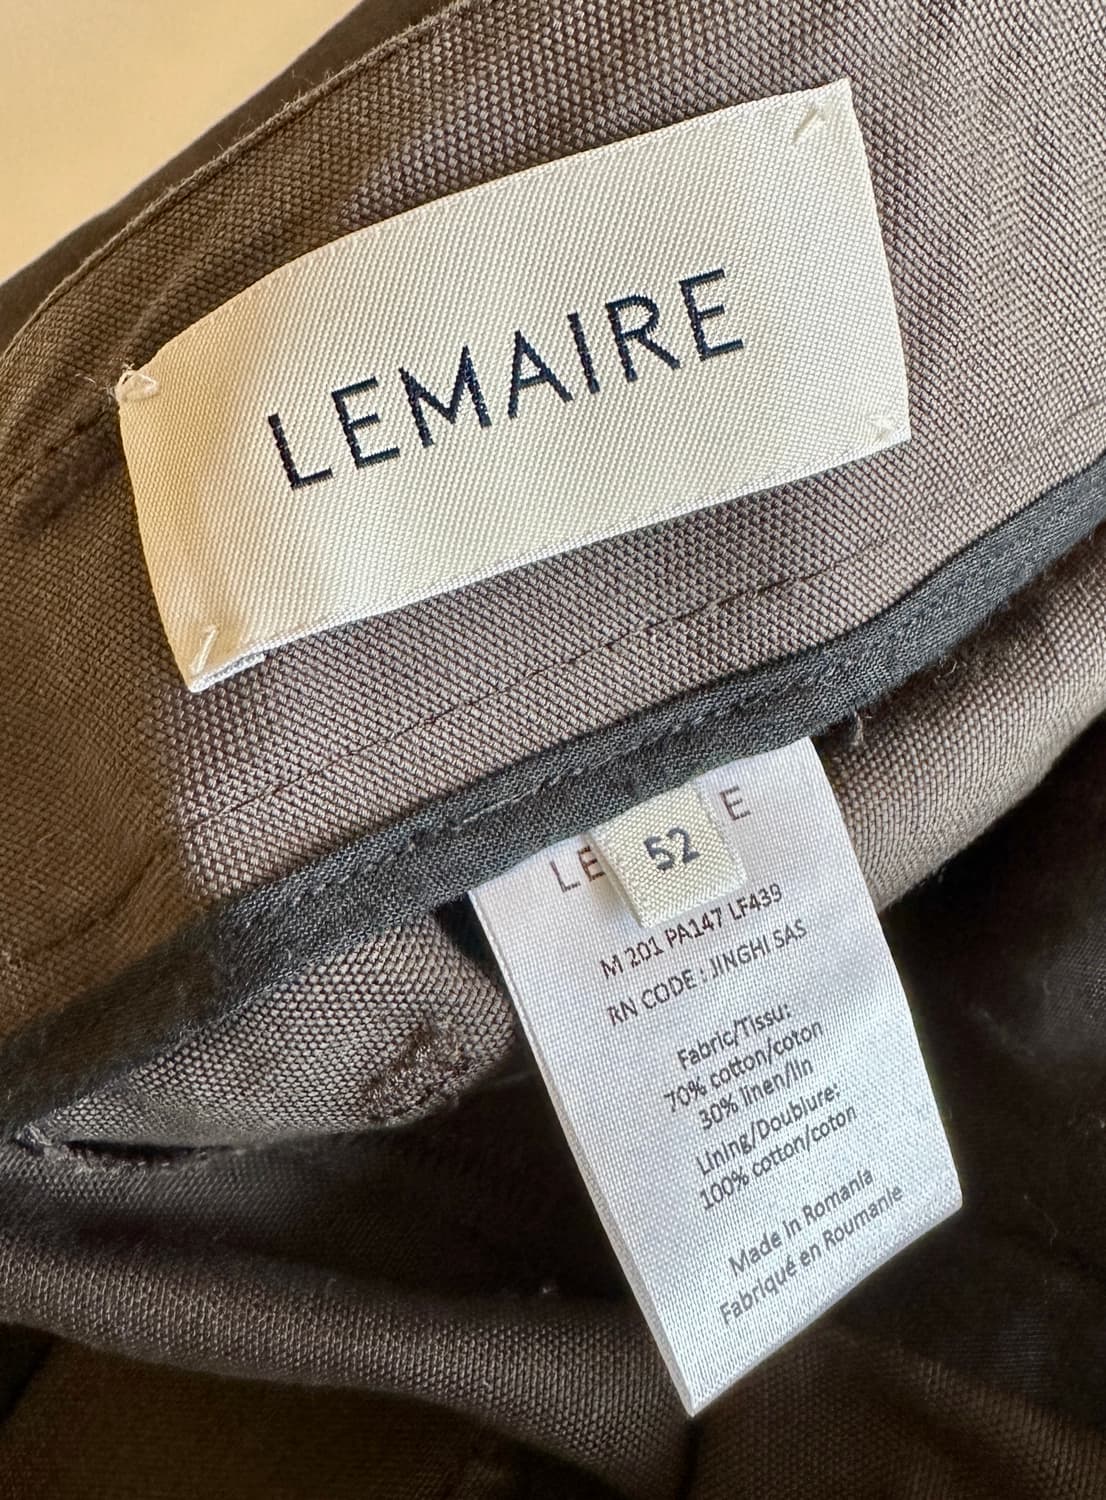 LEMAIRE
52
LE E
M 201 PA147 LF439
RN CODE : JINGHI SAS
Fabric/Tissu:
70% cotton/coton
30% linen/lin
Lining/Doublure:
100% cotton/coton
Made in Romania
Fabriqué en Roumanie